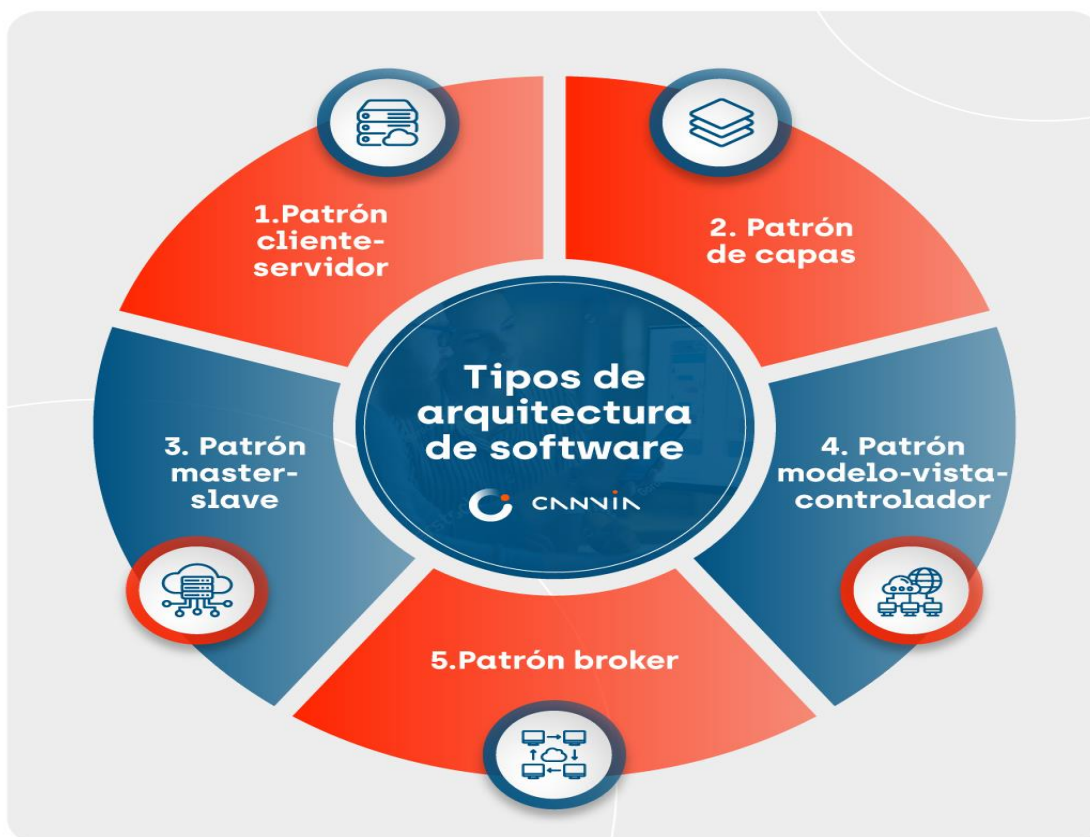 1.Patrón
cliente-
servidor
2. Patrón
de capas
Tipos de
arquitectura
de software
CANVIA
3. Patrón
master-
slave
4. Patrón
modelo-vista-
controlador
5.Patrón broker